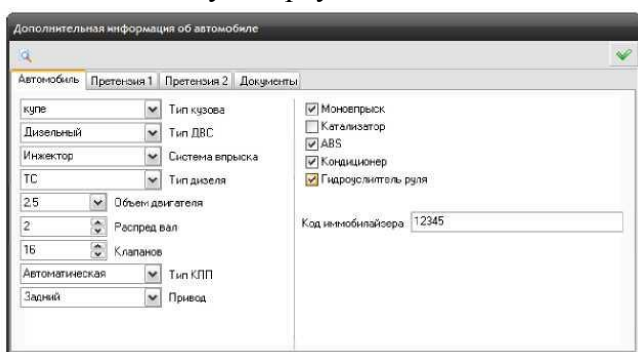 Дополнительная информация об автомобиле
Автомобиль Претензия 1 Претензия 2 Документы
купе Тип кузова
Дизельный Тип ДВС
Инжектор Система впрыска
ТС Тип дизеля
2.5 Объем двигателя
2 Распред вал
16 Клапанов
Автоматическая Тип КПП
Задний Привод
Моновпрыск
Катализатор
ABS
Кондиционер
Гидроуслиптоль руля
Код иммобилайзера 12345